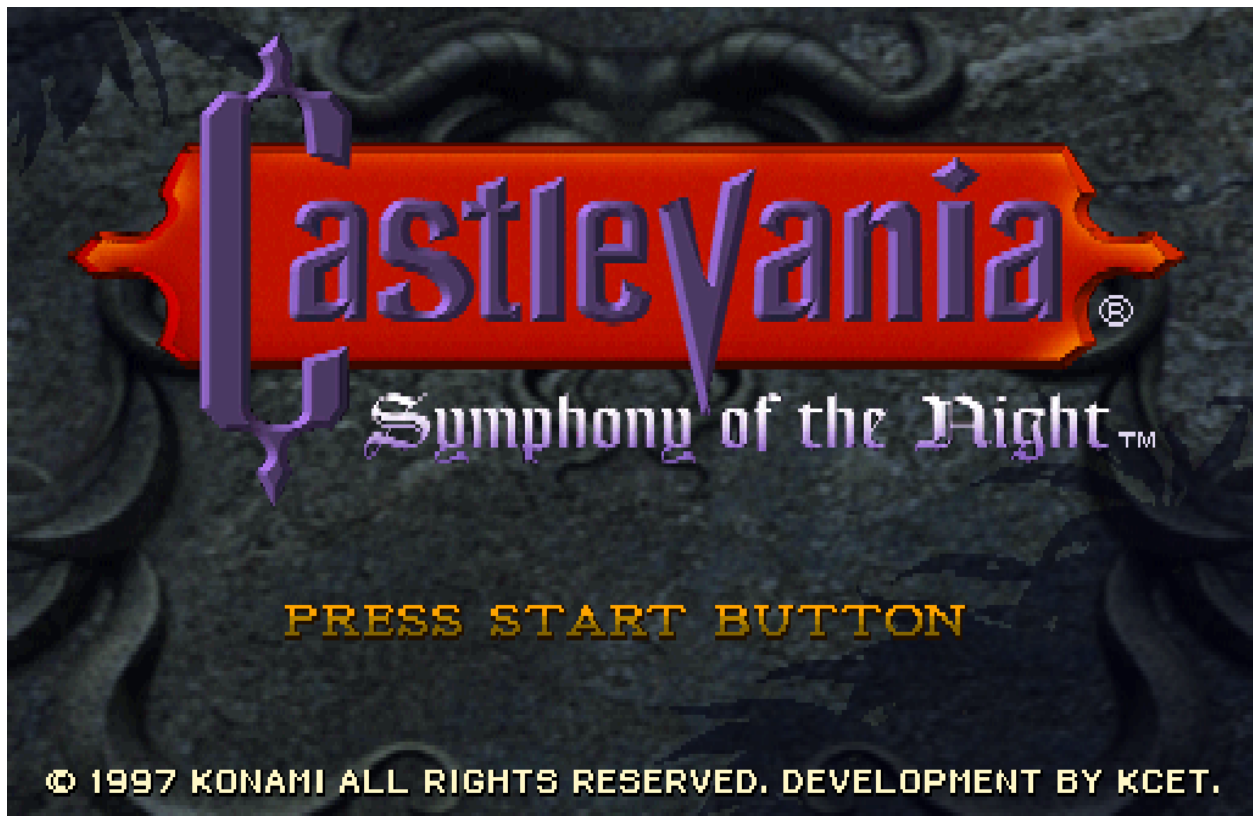 Castlevania®
Symphony of the Night™
PRESS START BUTTON
© 1997 KONAMI ALL RIGHTS RESERVED. DEVELOPMENT BY KCET.